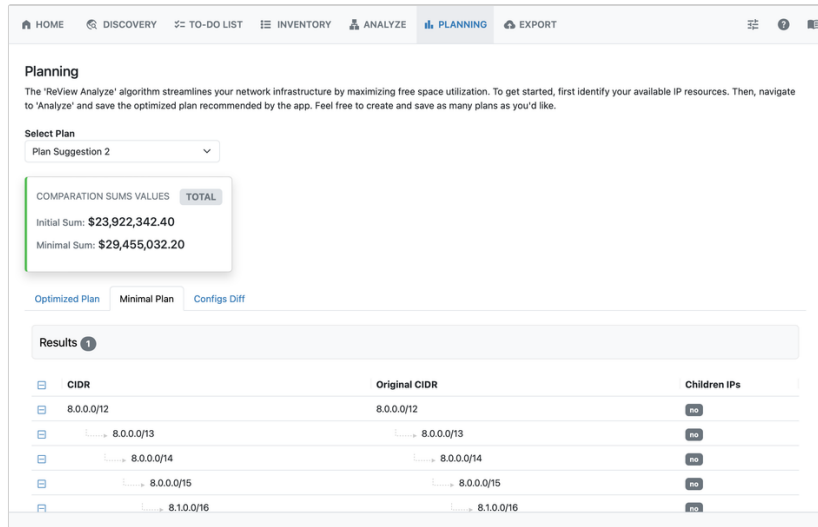 HOME DISCOVERY TO-DO LIST INVENTORY ANALYZE PLANNING EXPORT
Planning
The 'ReView Analyze' algorithm streamlines your network infrastructure by maximizing free space utilization. To get started, first identify your available IP resources. Then, navigate
to 'Analyze' and save the optimized plan recommended by the app. Feel free to create and save as many plans as you'd like.
Select Plan
Plan Suggestion 2
COMPARATION SUMS VALUES TOTAL
Initial Sum: $23,922,342.40
Minimal Sum: $29,455,032.20
Optimized Plan Minimal Plan Configs Diff
Results 1
CIDR Original CIDR Children IPs
8.0.0.0/12 8.0.0.0/12 no
8.0.0.0/13 8.0.0.0/13 no
8.0.0.0/14 8.0.0.0/14 no
8.0.0.0/15 8.0.0.0/15 no
8.1.0.0/16 8.1.0.0/16 no